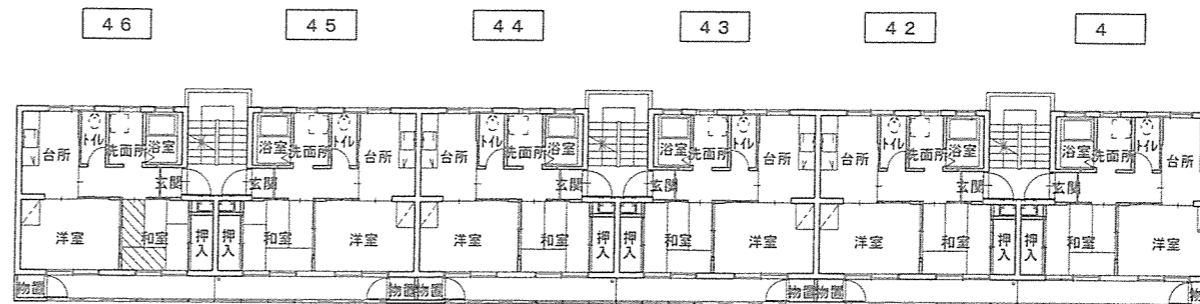 46 45 44 43 42 4
トイレ 洗面所 浴室 浴室 洗面所 トイレ トイレ 洗面所 浴室 浴室 洗面所 トイレ トイレ 洗面所 浴室 浴室 洗面所 トイレ
台所 台所 台所 台所 台所 台所
玄関 玄関 玄関 玄関 玄関 玄関
洋室 和室 押入 押入 和室 洋室 洋室 和室 押入 押入 和室 洋室 洋室 和室 押入 押入 和室 洋室
物置 物置 物置 物置 物置